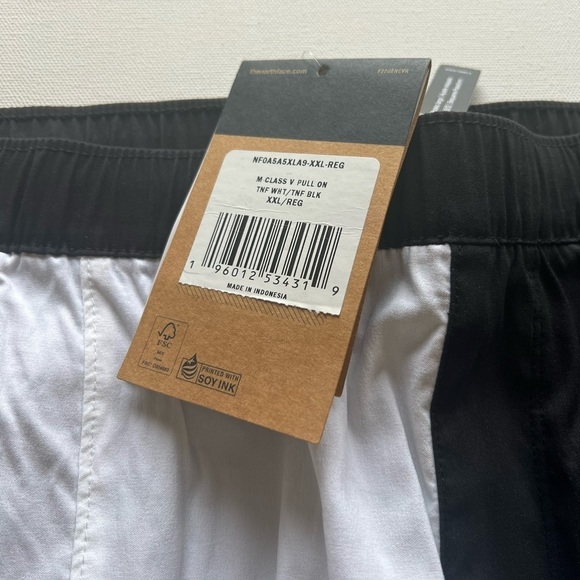 thenorthface.com
NF0A5A5XLA9-XXL-REG
M CLASS V PULL ON
TNF WHT/TNF BLK
XXL/REG
1 96012 53431 9
MADE IN INDONESIA
FSC
PRINTED WITH
SOY INK